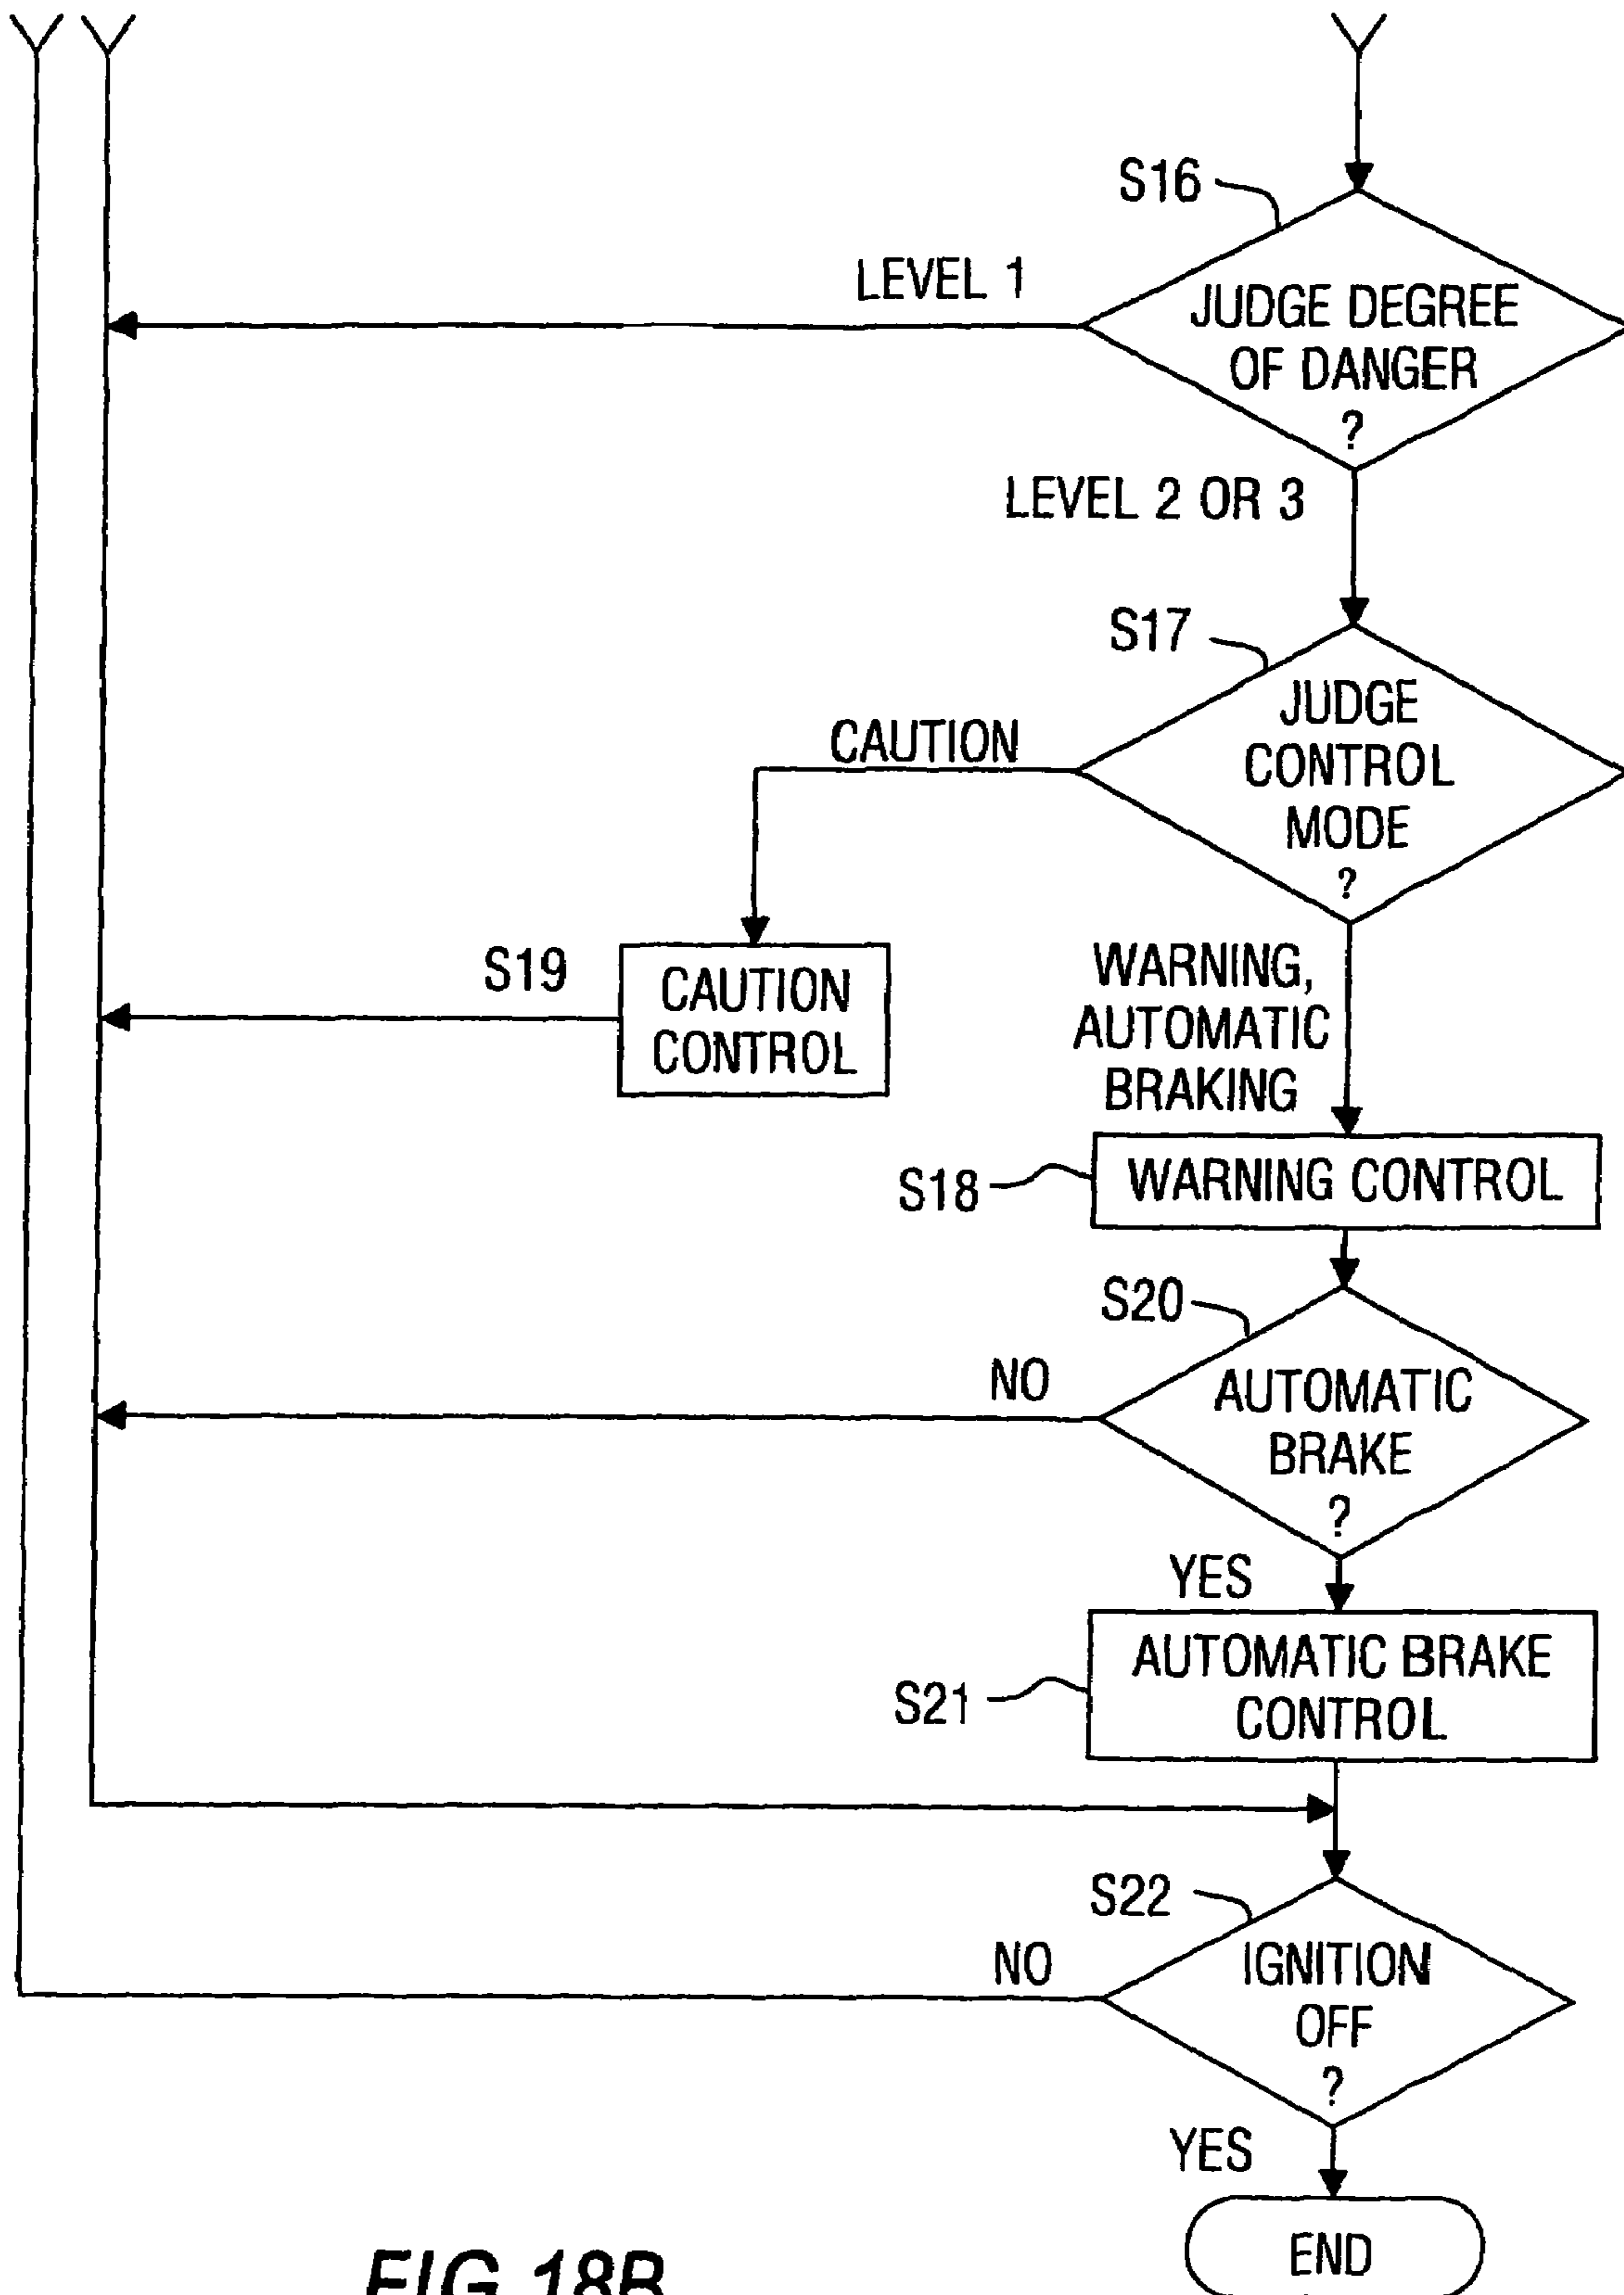 S16
LEVEL 1
JUDGE DEGREE
OF DANGER
?
LEVEL 2 OR 3
S17
CAUTION
JUDGE
CONTROL
MODE
?
S19
CAUTION
CONTROL
WARNING,
AUTOMATIC
BRAKING
S18
WARNING CONTROL
S20
NO
AUTOMATIC
BRAKE
?
YES
S21
AUTOMATIC BRAKE
CONTROL
S22
NO
IGNITION
OFF
?
YES
END
FIG. 18B